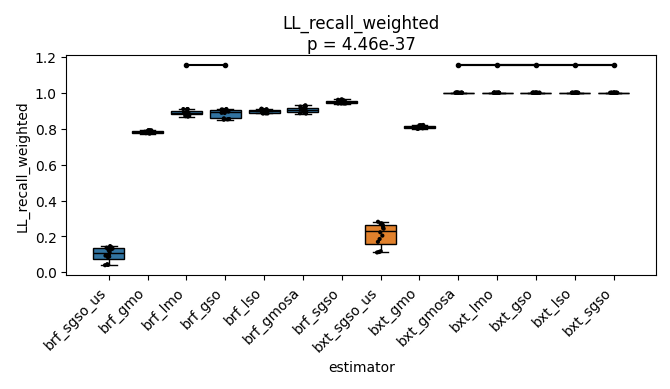 LL_recall_weighted
p = 4.46e-37
LL_recall_weighted
1.2
1.0
0.8
0.6
0.4
0.2
0.0
brf_sgso_us
brf_gmo
brf_lmo
brf_gso
brf_lso
brf_gmosa
brf_sgso
bxt_sgso_us
bxt_gmo
bxt_gmosa
bxt_lmo
bxt_gso
bxt_lso
bxt_sgso
estimator